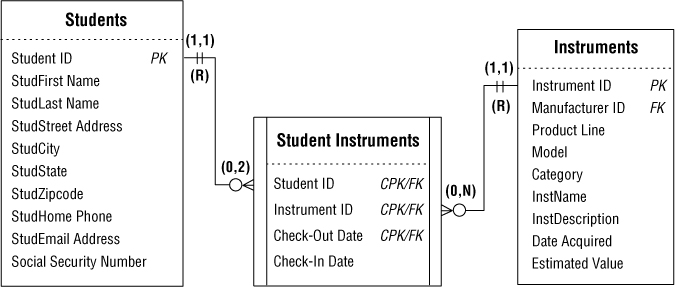 Students
Student ID PK
StudFirst Name
StudLast Name
StudStreet Address
StudCity
StudState
StudZipcode
StudHome Phone
StudEmail Address
Social Security Number
(1,1)
(R)
(0,2)
Student Instruments
Student ID CPK/FK
Instrument ID CPK/FK
Check-Out Date CPK/FK
Check-In Date
(1,1)
(R)
(0,N)
Instruments
Instrument ID PK
Manufacturer ID FK
Product Line
Model
Category
InstName
InstDescription
Date Acquired
Estimated Value